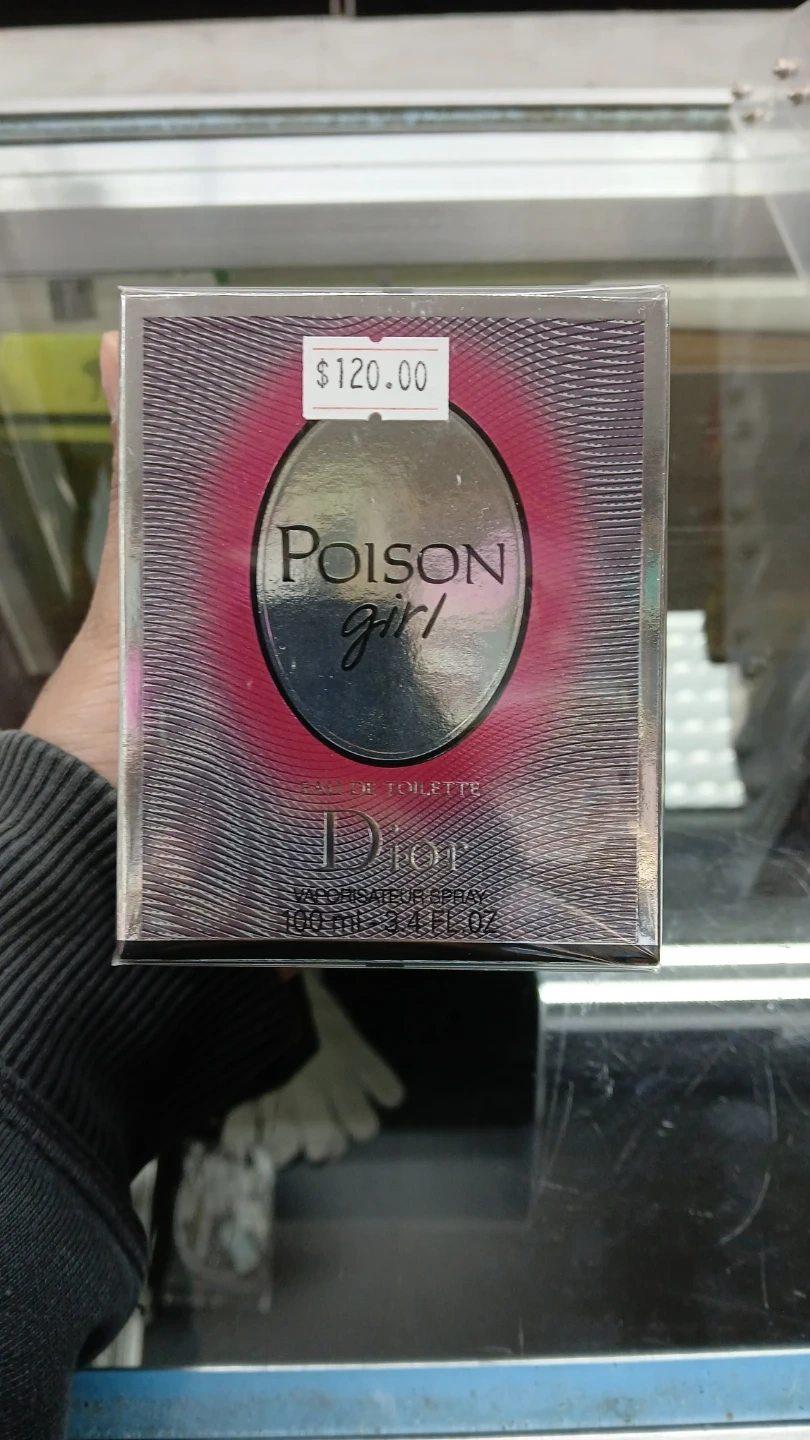 $120.00
POISON
girl
EAU DE TOILETTE
Dior
VAPORISATEUR SPRAY
100 ml - 3.4 FL.OZ